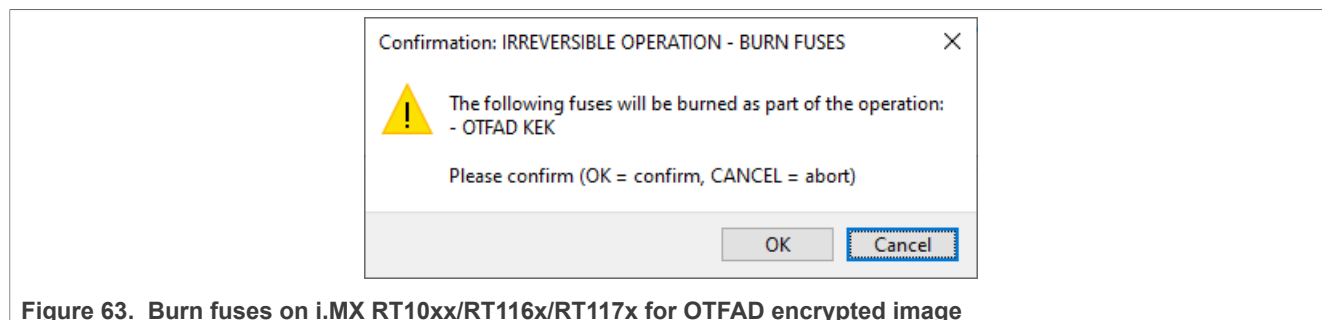 Confirmation: IRREVERSIBLE OPERATION - BURN FUSES
The following fuses will be burned as part of the operation:
- OTFAD KEK
Please confirm (OK = confirm, CANCEL = abort)
OK Cancel
Figure 63. Burn fuses on i.MX RT10xx/RT116x/RT117x for OTFAD encrypted image